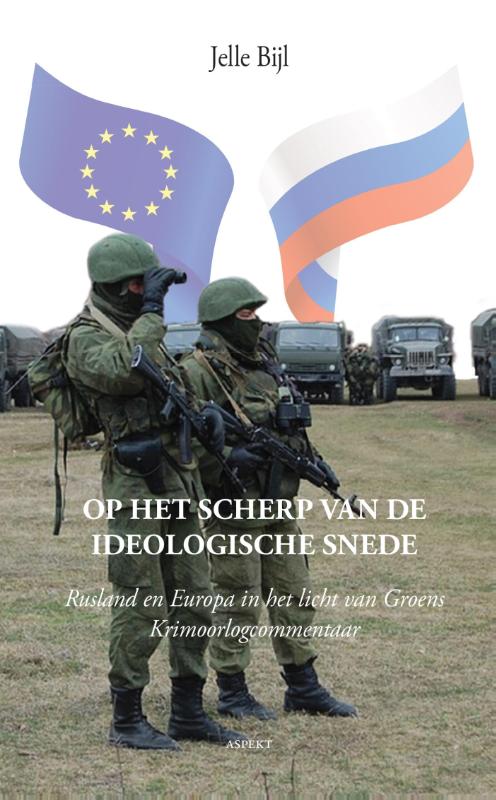 Jelle Bijl
OP HET SCHERP VAN DE
IDEOLOGISCHE SNEDE
Rusland en Europa in het licht van Groens
Krimoorlogcommentaar
ASPEKT